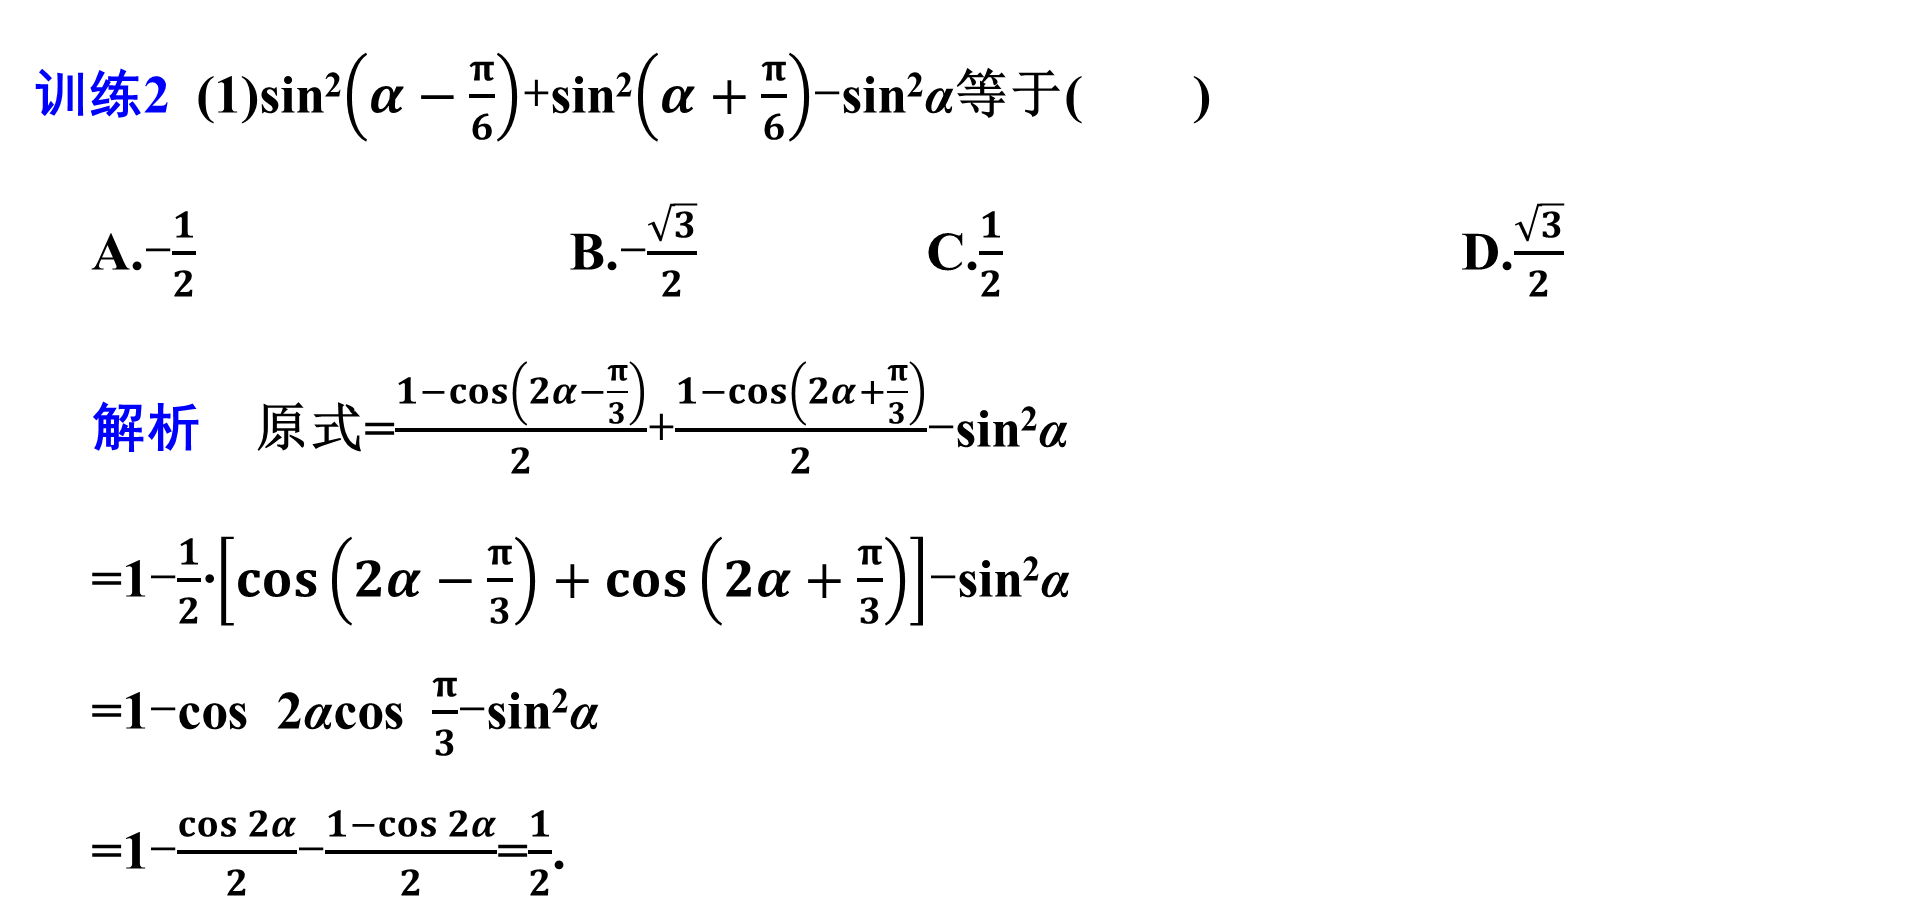 训练2 (1)sin²(α − π/6)+sin²(α + π/6)−sin²α等于(  )
A.−1/2 B.−√3/2 C.1/2 D.√3/2
解析 原式=(1−cos(2α−π/3))/2+(1−cos(2α+π/3))/2−sin²α
=1−1/2·[cos(2α − π/3) + cos(2α + π/3)]−sin²α
=1−cos 2αcos π/3−sin²α
=1−(cos 2α)/2−(1−cos 2α)/2=1/2.